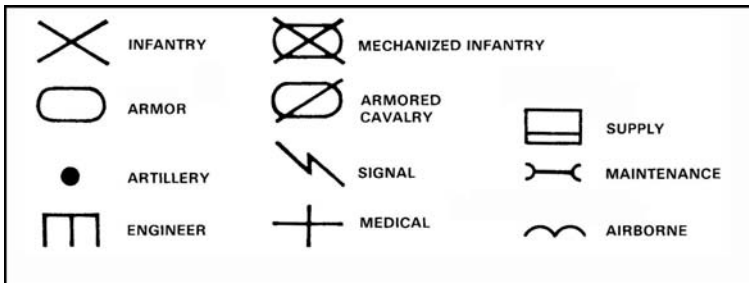 INFANTRY
MECHANIZED INFANTRY
ARMOR
ARMORED
CAVALRY
SUPPLY
ARTILLERY
SIGNAL
MAINTENANCE
ENGINEER
MEDICAL
AIRBORNE